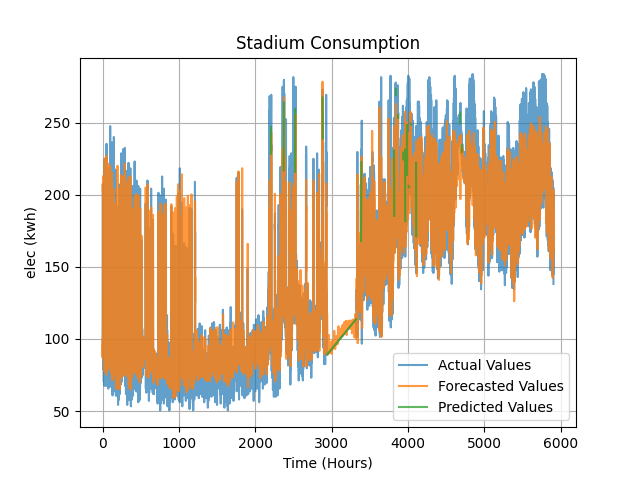 Stadium Consumption
elec (kwh)
250
200
150
100
50
0
1000
2000
3000
4000
5000
6000
Time (Hours)
Actual Values
Forecasted Values
Predicted Values